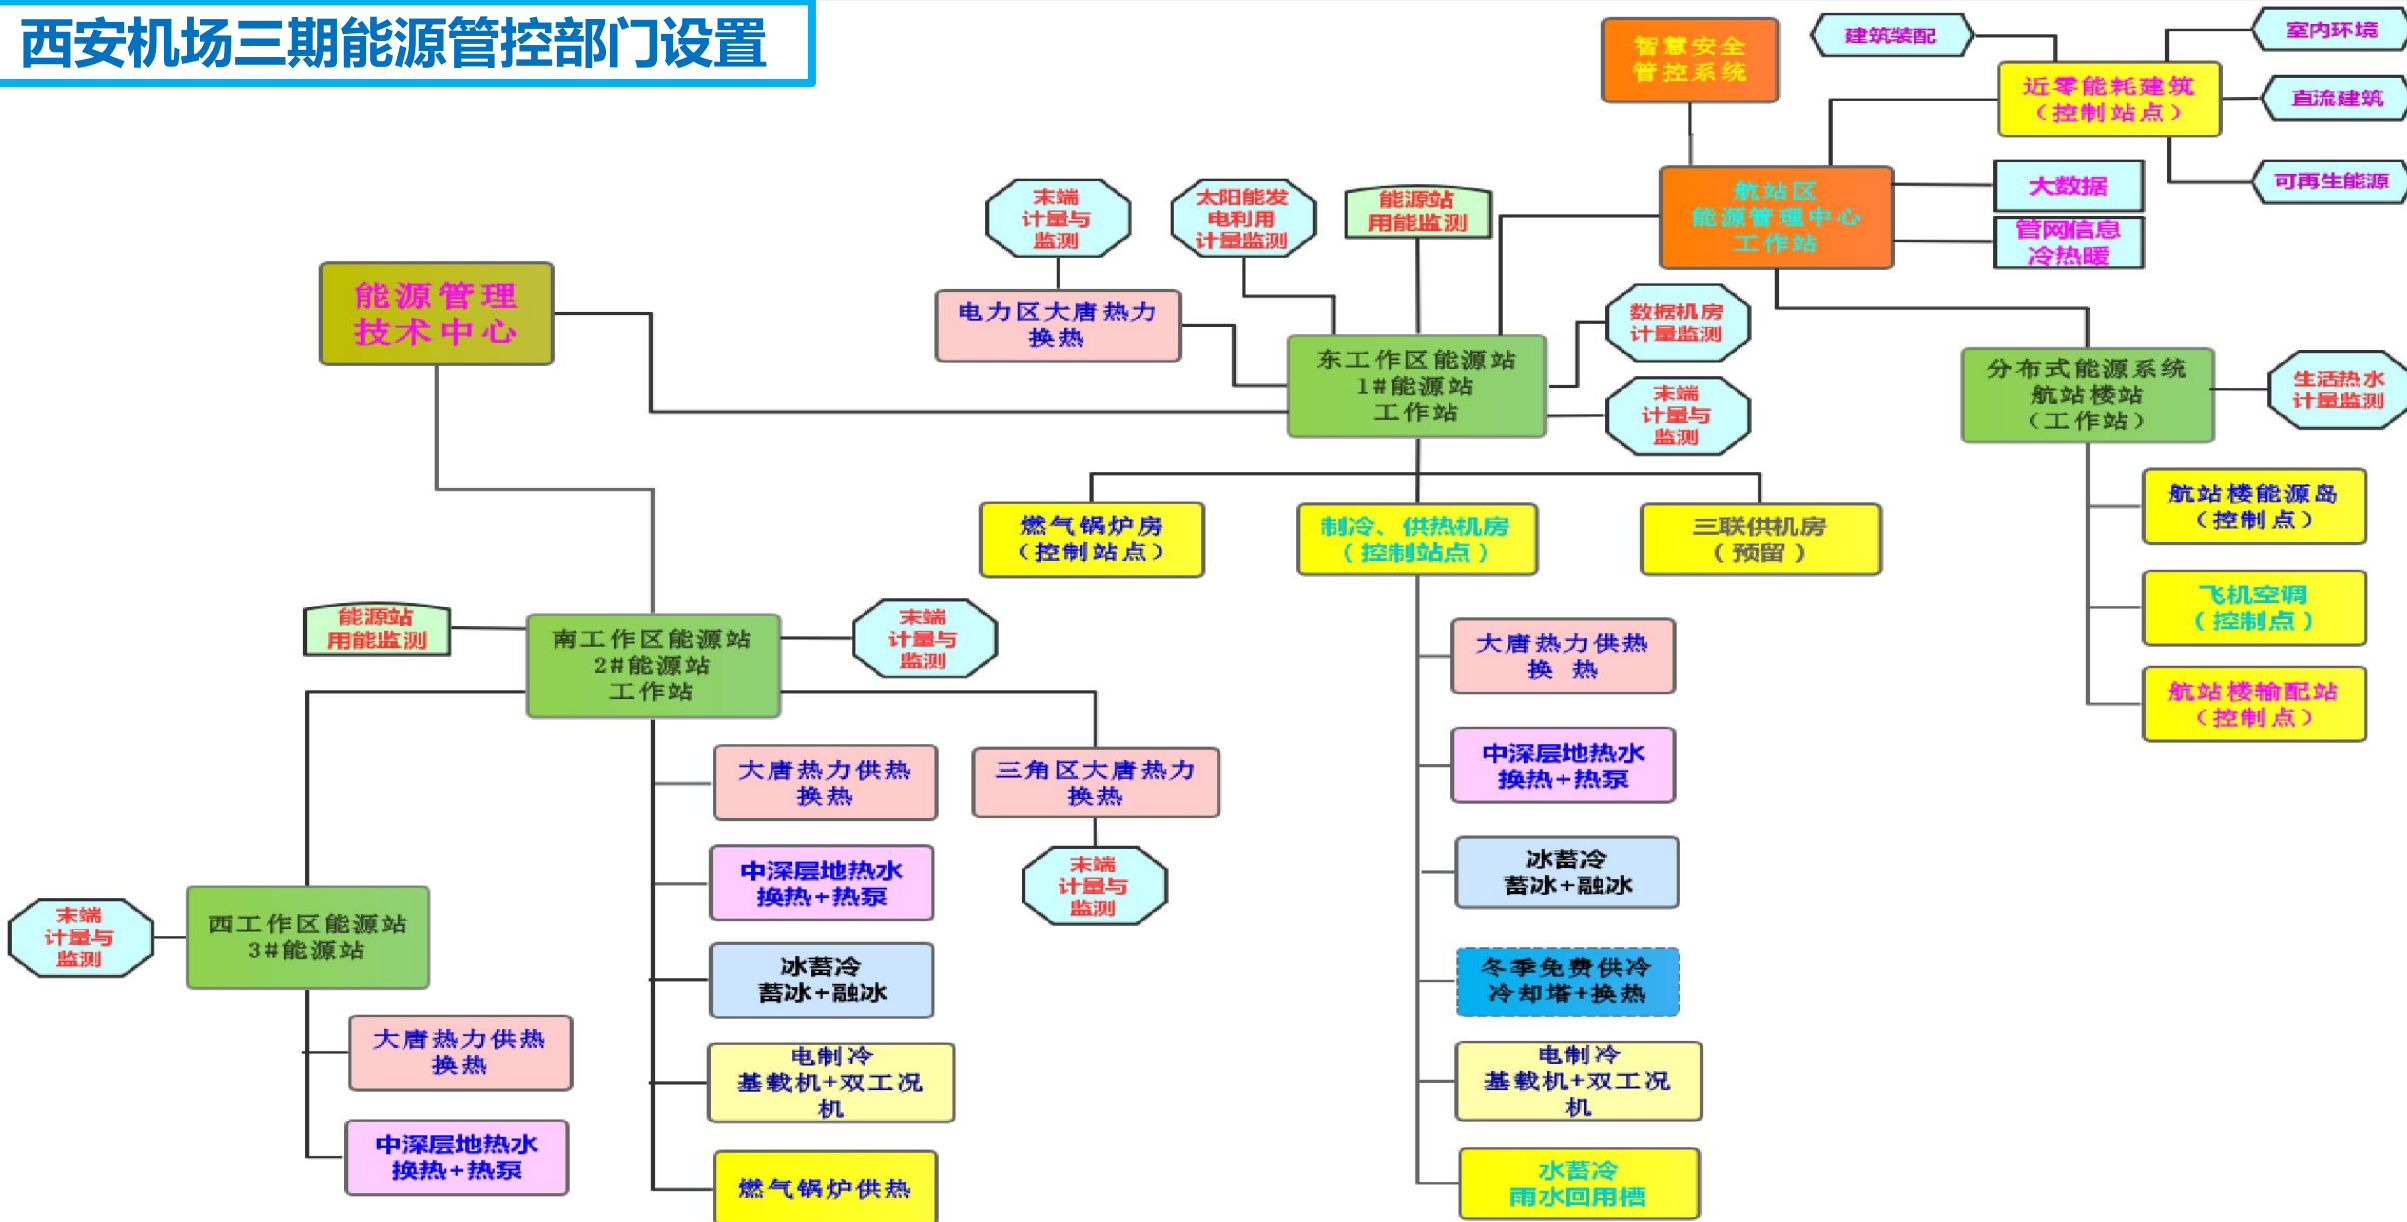 西安机场三期能源管控部门设置
智慧安全
管控系统
建筑装配
室内环境
近零能耗建筑
（控制站点）
直流建筑
可再生能源
航站区
能源管理中心
工作站
大数据
管网信息
冷热暖
末端
计量与
监测
太阳能发
电利用
计量监测
能源站
用能监测
能源管理
技术中心
电力区大唐热力
换热
数据机房
计量监测
东工作区能源站
1#能源站
工作站
末端
计量与
监测
分布式能源系统
航站楼站
（工作站）
生活热水
计量监测
燃气锅炉房
（控制站点）
制冷、供热机房
（控制站点）
三联供机房
（预留）
航站楼能源岛
（控制点）
飞机空调
（控制点）
航站楼输配站
（控制点）
能源站
用能监测
南工作区能源站
2#能源站
工作站
末端
计量与
监测
大唐热力供热
换 热
大唐热力供热
换热
三角区大唐热力
换热
中深层地热水
换热+热泵
中深层地热水
换热+热泵
末端
计量与
监测
冰蓄冷
蓄冰+融冰
末端
计量与
监测
西工作区能源站
3#能源站
冰蓄冷
蓄冰+融冰
冬季免费供冷
冷却塔+换热
大唐热力供热
换热
电制冷
基载机+双工况
机
电制冷
基载机+双工况
机
中深层地热水
换热+热泵
燃气锅炉供热
水蓄冷
雨水回用槽